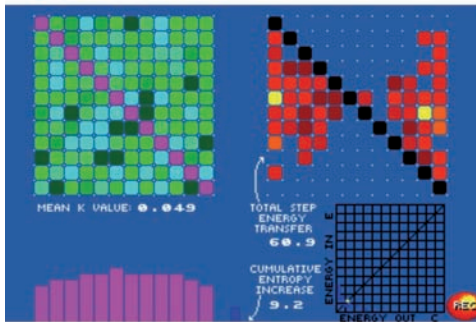 MEAN K VALUE: 0.049
TOTAL STEP
ENERGY
TRANSFER
60.9
CUMULATIVE
ENTROPY
INCREASE
9.2
ENERGY IN E
ENERGY OUT C
REC